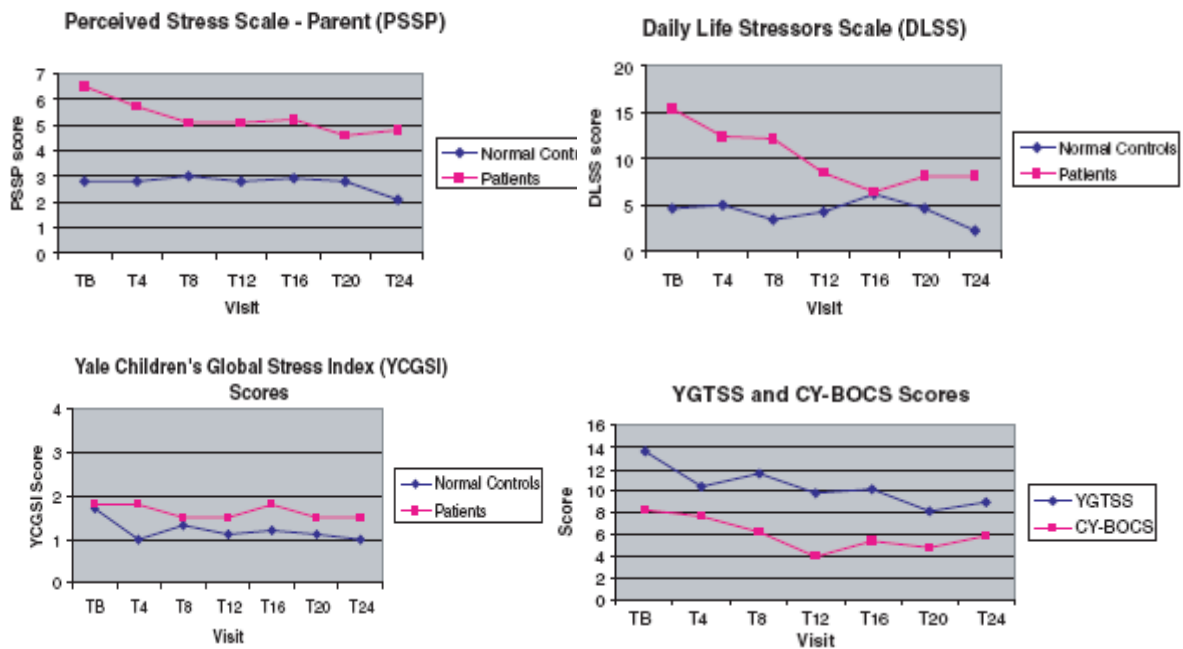 Perceived Stress Scale - Parent (PSSP)
7
6
5
4
3
2
1
0
PSSP score
TB T4 T8 T12 T16 T20 T24
Visit
Normal Contr
Patients
Daily Life Stressors Scale (DLSS)
20
15
10
5
0
DLSS score
TB T4 T8 T12 T16 T20 T24
Visit
Normal Controls
Patients
Yale Children's Global Stress Index (YCGSI)
Scores
4
3
2
1
0
YCGSI Score
TB T4 T8 T12 T16 T20 T24
Visit
Normal Controls
Patients
YGTSS and CY-BOCS Scores
16
14
12
10
8
6
4
2
0
Score
TB T4 T8 T12 T16 T20 T24
Visit
YGTSS
CY-BOCS